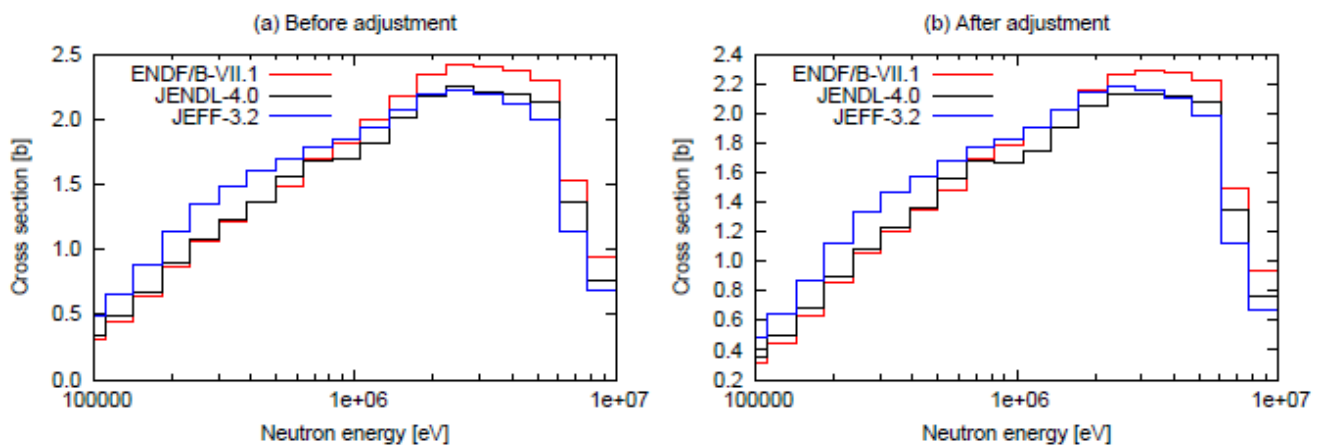 (a) Before adjustment
2.5
2.0
1.5
1.0
0.5
0.0
Cross section [b]
ENDF/B-VII.1
JENDL-4.0
JEFF-3.2
100000
1e+06
1e+07
Neutron energy [eV]
(b) After adjustment
2.4
2.2
2.0
1.8
1.6
1.4
1.2
1.0
0.8
0.6
0.4
0.2
Cross section [b]
ENDF/B-VII.1
JENDL-4.0
JEFF-3.2
100000
1e+06
1e+07
Neutron energy [eV]